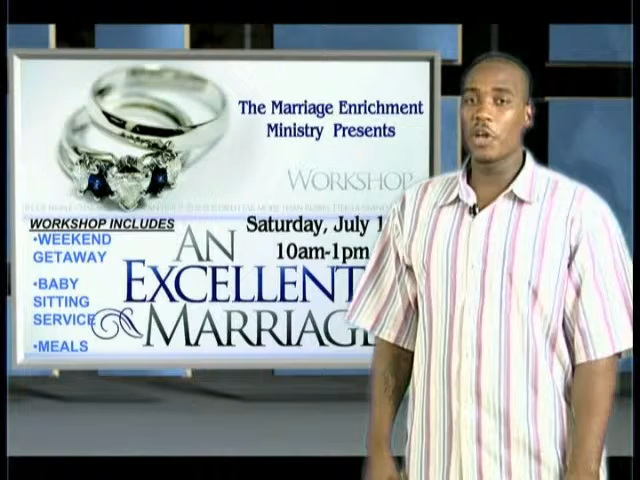 The Marriage Enrichment
Ministry Presents
WORKSHOP
WORKSHOP INCLUDES
•WEEKEND
GETAWAY
•BABY
SITTING
SERVICE
•MEALS
Saturday, July 1
10am-1pm
AN
EXCELLENT
MARRIAGE